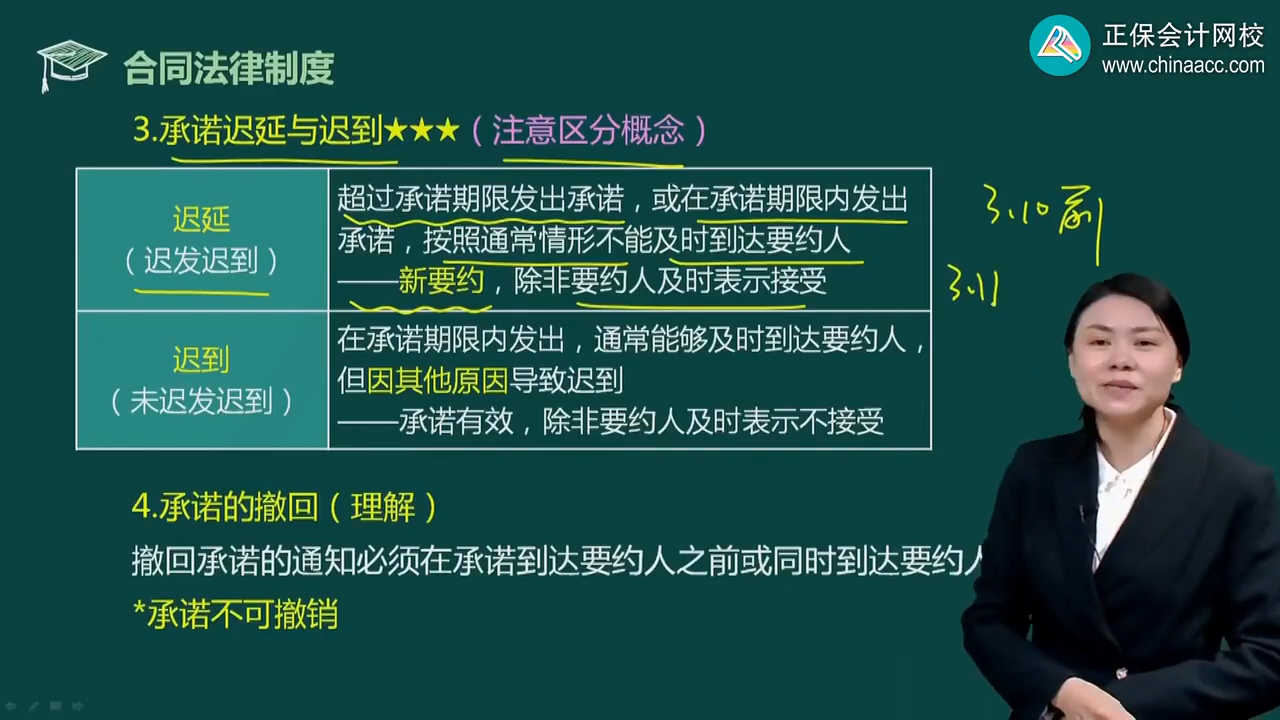 正保会计网校
www.chinaacc.com
合同法律制度
3.承诺迟延与迟到★★★（注意区分概念）
迟延
（迟发迟到）
超过承诺期限发出承诺，或在承诺期限内发出
承诺，按照通常情形不能及时到达要约人
——新要约，除非要约人及时表示接受
3.10前
3.11
迟到
（未迟发迟到）
在承诺期限内发出，通常能够及时到达要约人，
但因其他原因导致迟到
——承诺有效，除非要约人及时表示不接受
4.承诺的撤回（理解）
撤回承诺的通知必须在承诺到达要约人之前或同时到达要约人
*承诺不可撤销